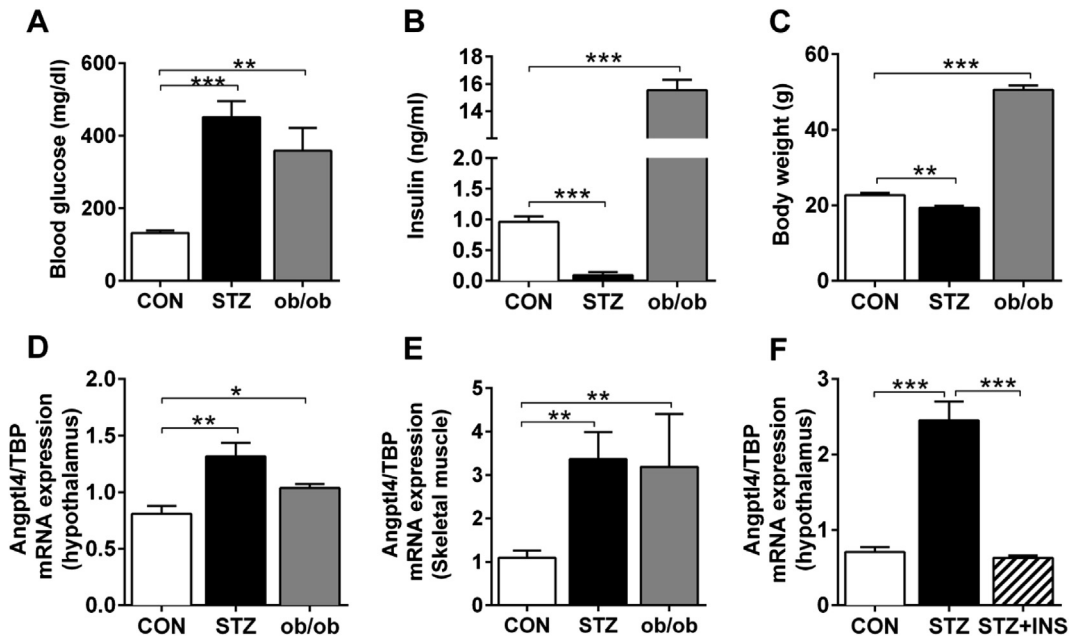 A
Blood glucose (mg/dl)
600
400
200
0
**
***
CON STZ ob/ob
B
Insulin (ng/ml)
18
16
14
12
2.0
1.5
1.0
0.5
0.0
***
***
CON STZ ob/ob
C
Body weight (g)
60
40
20
0
***
**
CON STZ ob/ob
D
Angptl4/TBP
mRNA expression
(hypothalamus)
2.0
1.5
1.0
0.5
0.0
*
**
CON STZ ob/ob
E
Angptl4/TBP
mRNA expression
(Skeletal muscle)
5
4
3
2
1
0
**
**
CON STZ ob/ob
F
Angptl4/TBP
mRNA expression
(hypothalamus)
3
2
1
0
*** ***
CON STZ STZ+INS